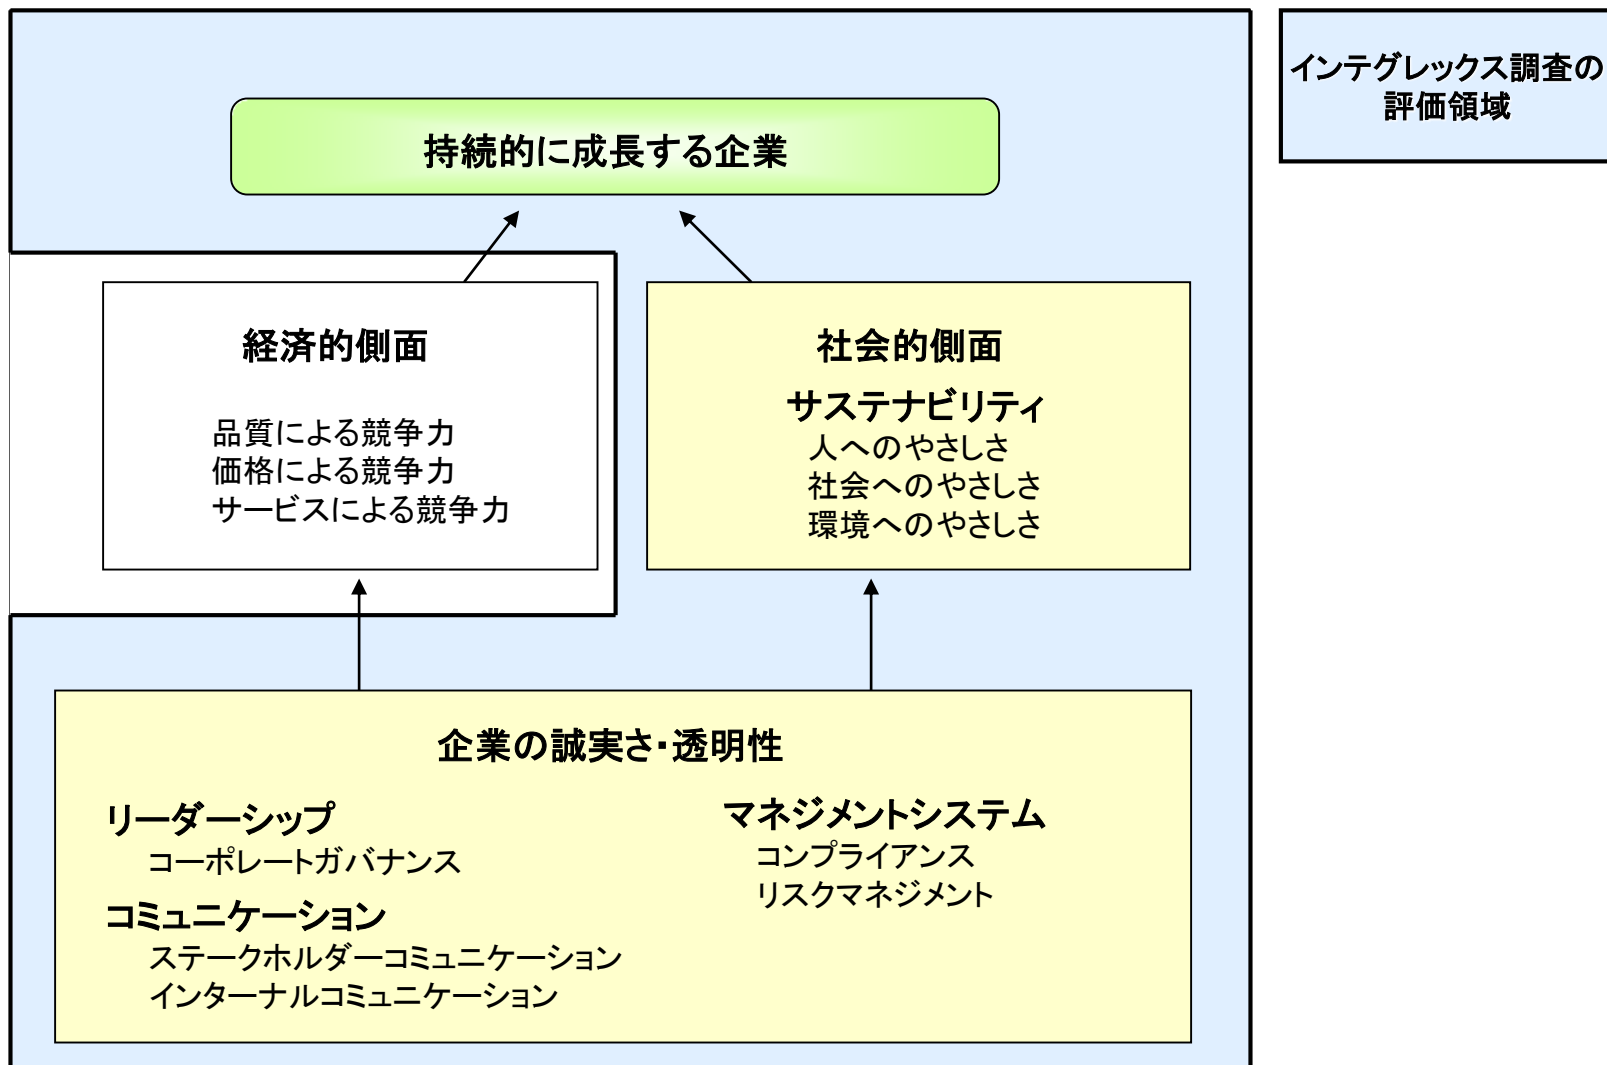 インテグレックス調査の
評価領域
持続的に成長する企業
経済的側面
品質による競争力
価格による競争力
サービスによる競争力
社会的側面
サステナビリティ
人へのやさしさ
社会へのやさしさ
環境へのやさしさ
企業の誠実さ・透明性
リーダーシップ
コーポレートガバナンス
コミュニケーション
ステークホルダーコミュニケーション
インターナルコミュニケーション
マネジメントシステム
コンプライアンス
リスクマネジメント